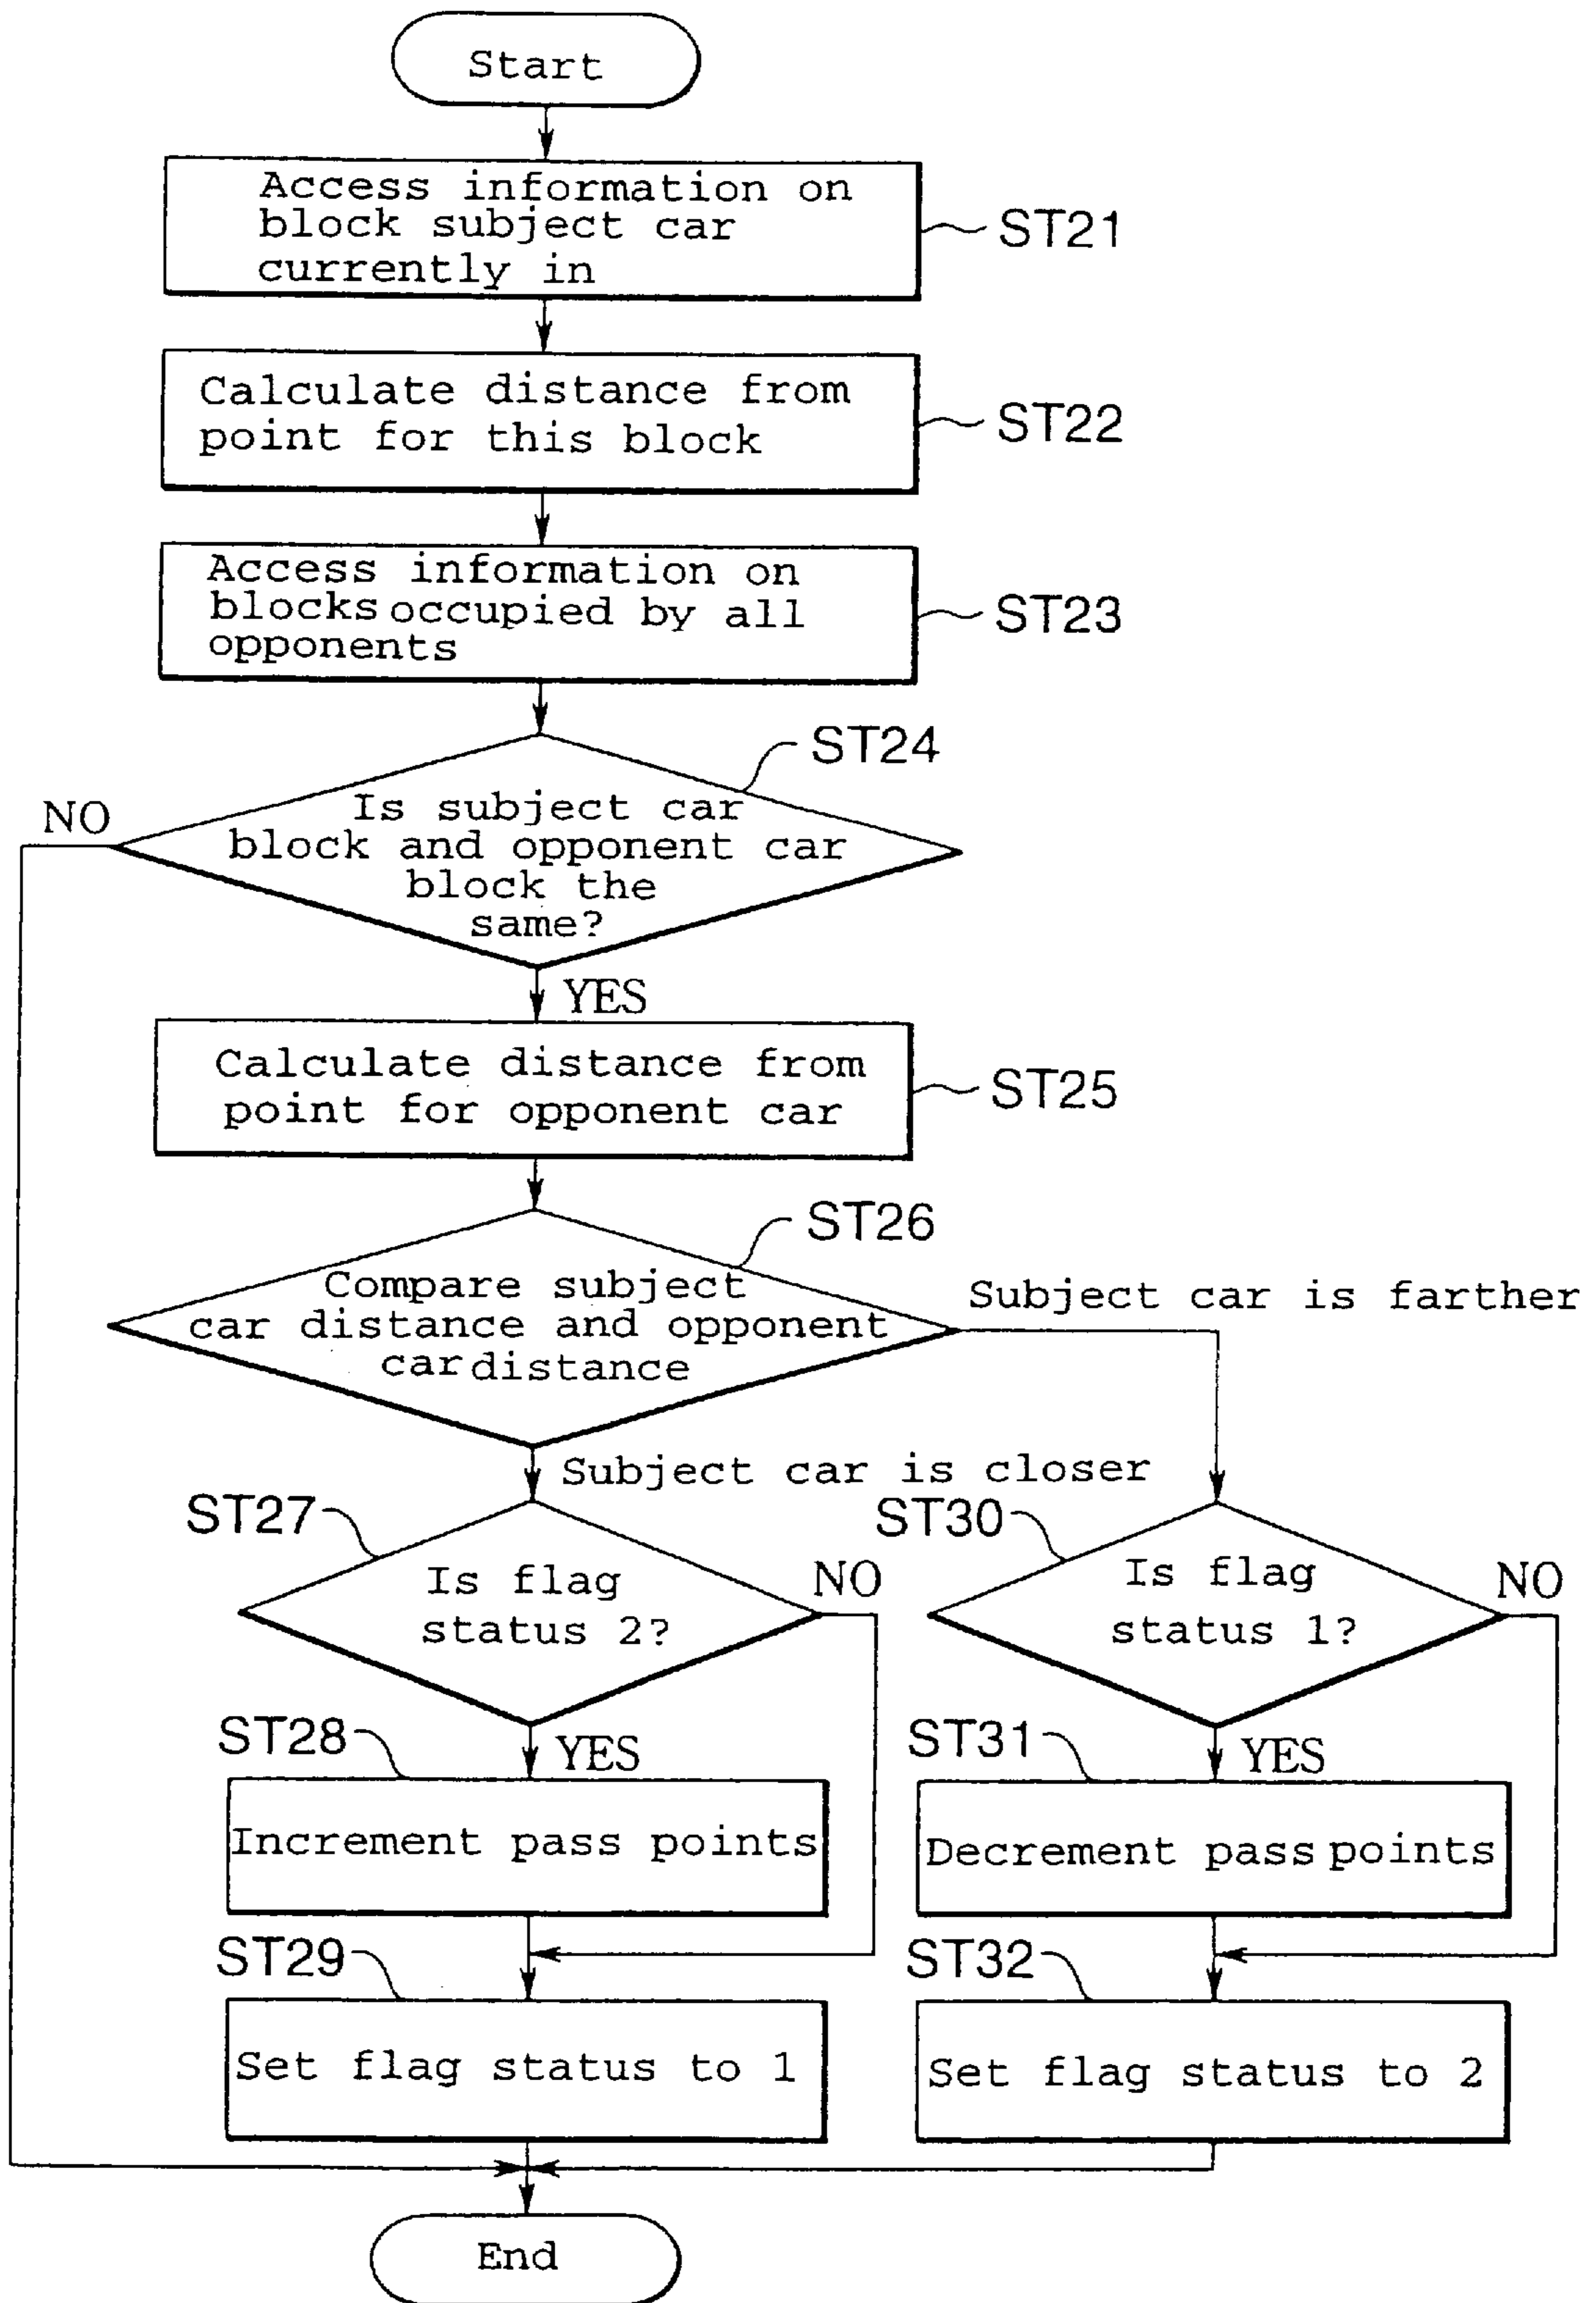 Start
Access information on
block subject car
currently in
ST21
Calculate distance from
point for this block
ST22
Access information on
blocks occupied by all
opponents
ST23
ST24
NO
Is subject car
block and opponent car
block the
same?
YES
Calculate distance from
point for opponent car
ST25
ST26
Compare subject
car distance and opponent
car distance
Subject car is farther
Subject car is closer
ST27
Is flag
status 2?
NO
ST30
Is flag
status 1?
NO
ST28
YES
Increment pass points
ST31
YES
Decrement pass points
ST29
Set flag status to 1
ST32
Set flag status to 2
End